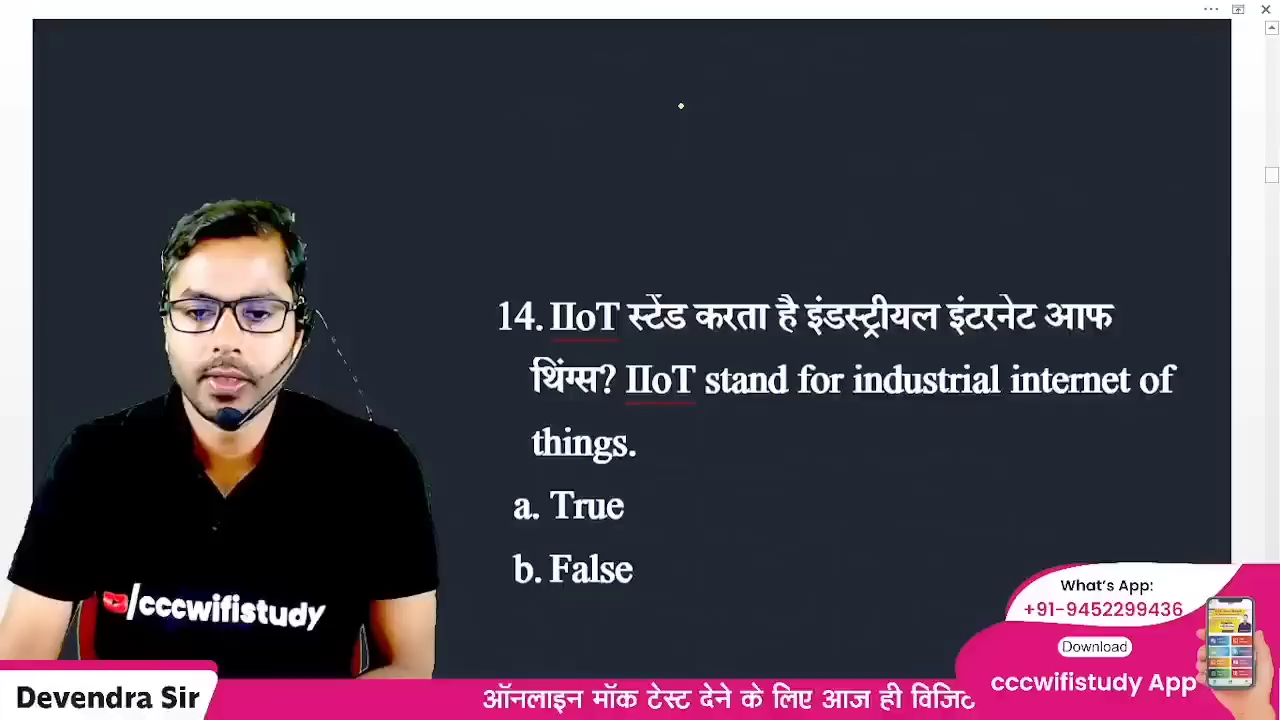 14. IIoT स्टेंड करता है इंडस्ट्रीयल इंटरनेट आफ
थिंग्स? IIoT stand for industrial internet of
things.
a. True
b. False
/cccwifistudy
What's App:
+91-9452299436
Download
cccwifistudy App
Devendra Sir
ऑनलाइन मॉक टेस्ट देने के लिए आज ही विजिट